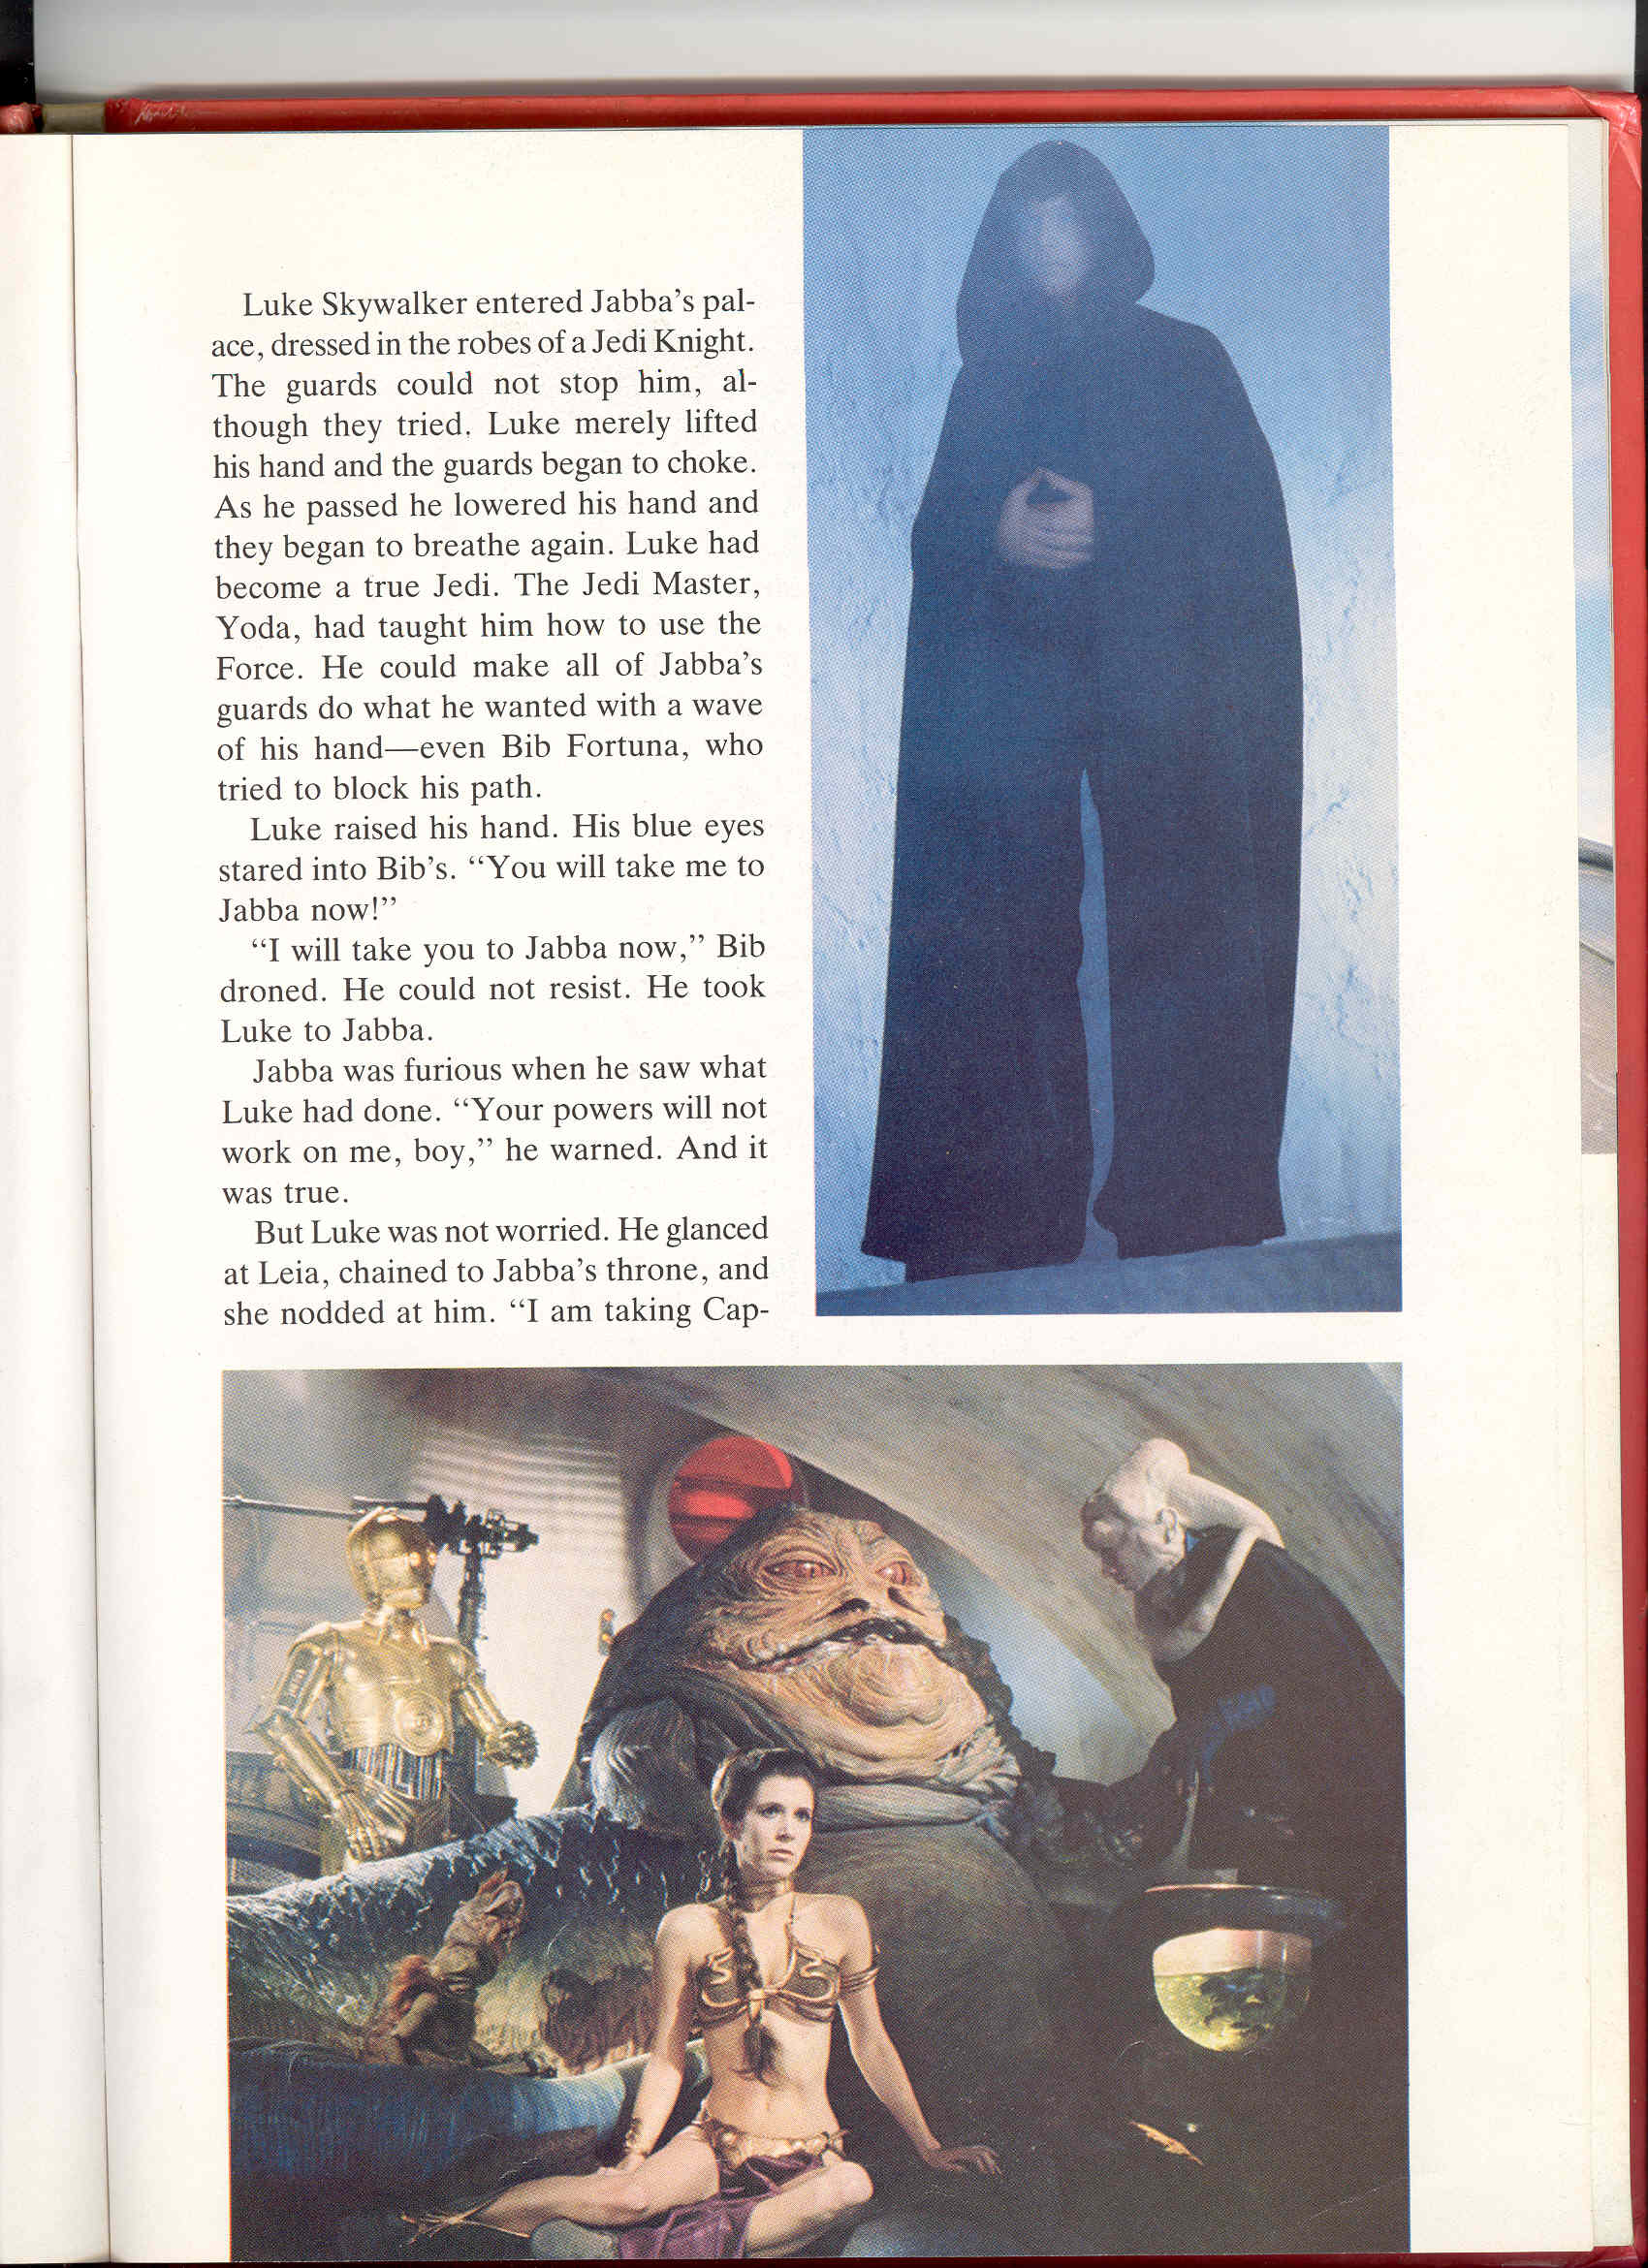 Luke Skywalker entered Jabba's pal-
ace, dressed in the robes of a Jedi Knight.
The guards could not stop him, al-
though they tried. Luke merely lifted
his hand and the guards began to choke.
As he passed he lowered his hand and
they began to breathe again. Luke had
become a true Jedi. The Jedi Master,
Yoda, had taught him how to use the
Force. He could make all of Jabba's
guards do what he wanted with a wave
of his hand—even Bib Fortuna, who
tried to block his path.
Luke raised his hand. His blue eyes
stared into Bib's. “You will take me to
Jabba now!”
“I will take you to Jabba now,” Bib
droned. He could not resist. He took
Luke to Jabba.
Jabba was furious when he saw what
Luke had done. “Your powers will not
work on me, boy,” he warned. And it
was true.
But Luke was not worried. He glanced
at Leia, chained to Jabba's throne, and
she nodded at him. “I am taking Cap-